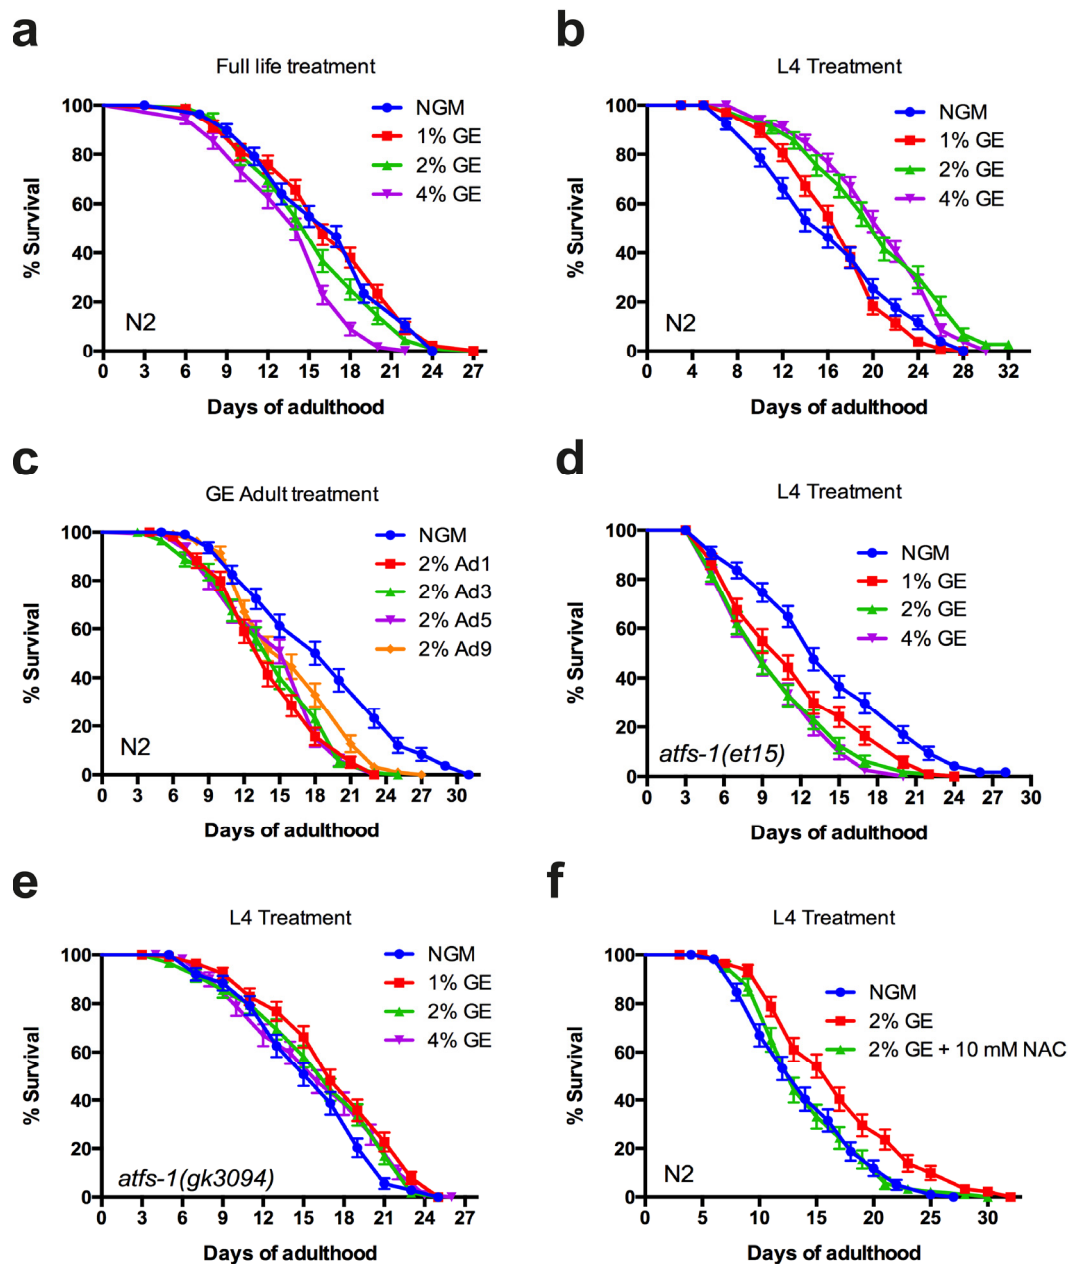 a
Full life treatment
% Survival
100
80
60
40
20
0
NGM
1% GE
2% GE
4% GE
N2
0 3 6 9 12 15 18 21 24 27
Days of adulthood
b
L4 Treatment
% Survival
100
80
60
40
20
0
NGM
1% GE
2% GE
4% GE
N2
0 4 8 12 16 20 24 28 32
Days of adulthood
c
GE Adult treatment
% Survival
100
80
60
40
20
0
NGM
2% Ad1
2% Ad3
2% Ad5
2% Ad9
N2
0 3 6 9 12 15 18 21 24 27 30
Days of adulthood
d
L4 Treatment
% Survival
100
80
60
40
20
0
NGM
1% GE
2% GE
4% GE
atfs-1(et15)
0 3 6 9 12 15 18 21 24 27 30
Days of adulthood
e
L4 Treatment
% Survival
100
80
60
40
20
0
NGM
1% GE
2% GE
4% GE
atfs-1(gk3094)
0 3 6 9 12 15 18 21 24 27
Days of adulthood
f
L4 Treatment
% Survival
100
80
60
40
20
0
NGM
2% GE
2% GE + 10 mM NAC
N2
0 5 10 15 20 25 30
Days of adulthood